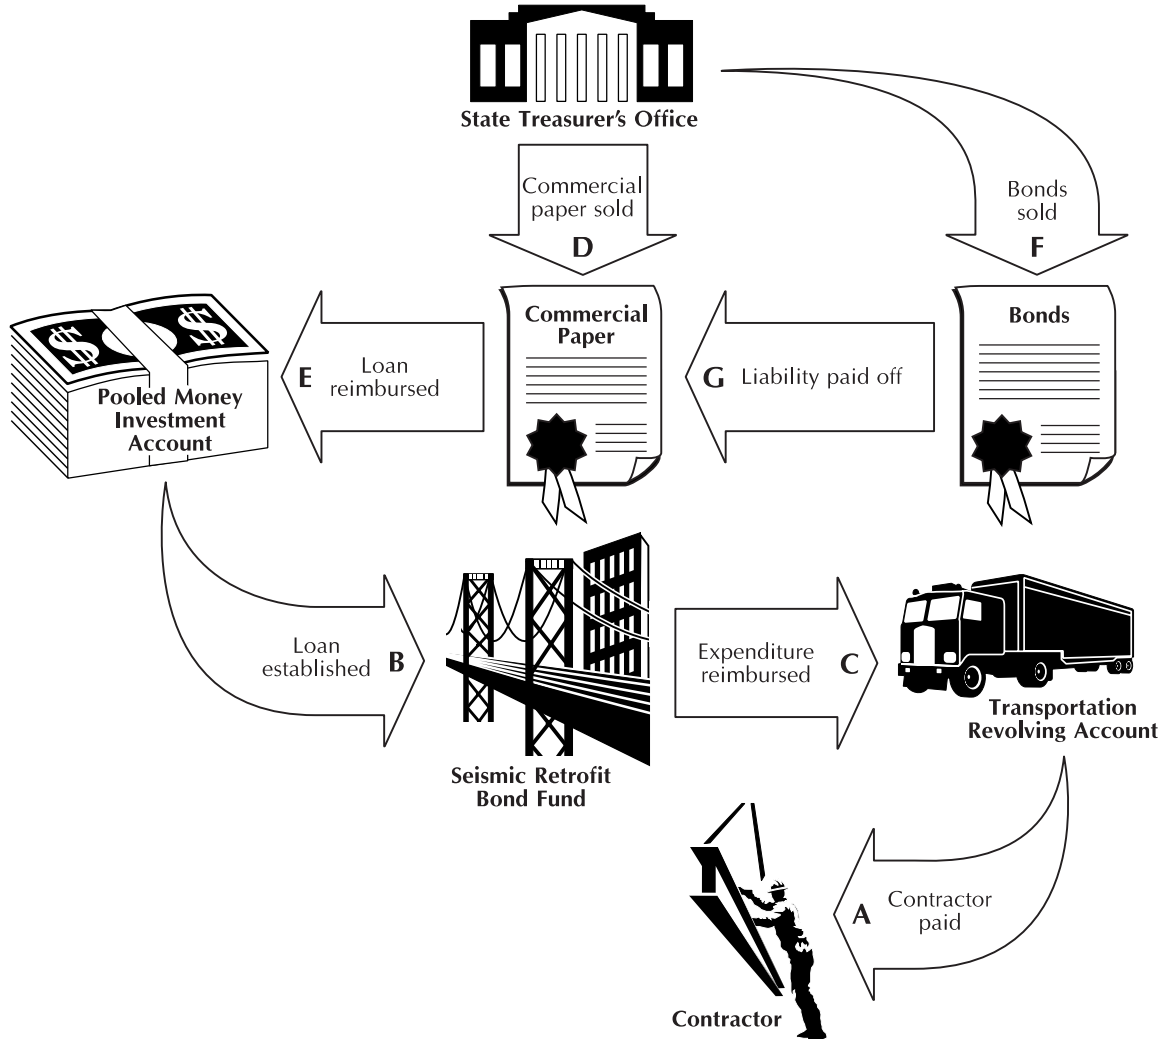 State Treasurer's Office
Commercial
paper sold
D
Bonds
sold
F
Commercial
Paper
Bonds
$ $
Pooled Money
Investment
Account
E
Loan
reimbursed
G
Liability paid off
Loan
established
B
Expenditure
reimbursed
C
Seismic Retrofit
Bond Fund
Transportation
Revolving Account
A
Contractor
paid
Contractor